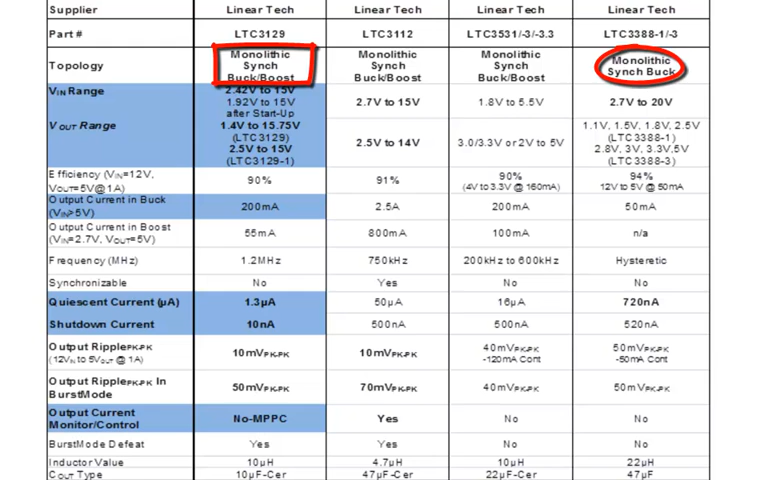 Supplier Linear Tech Linear Tech Linear Tech Linear Tech
Part # LTC3129 LTC3112 LTC3531/-3/-3.3 LTC3388-1/-3
Topology Monolithic Synch Buck/Boost Monolithic Synch Buck/Boost Monolithic Synch Buck/Boost Monolithic Synch Buck
VIN Range 2.42V to 15V 1.92V to 15V after Start-Up 2.7V to 15V 1.8V to 5.5V 2.7V to 20V
VOUT Range 1.4V to 15.75V (LTC3129) 2.5V to 15V (LTC3129-1) 2.5V to 14V 3.0/3.3V or 2V to 5V 1.1V, 1.5V, 1.8V, 2.5V (LTC3388-1) 2.8V, 3V, 3.3V,5V (LTC3388-3)
Efficiency (VIN=12V, VOUT=5V@1A) 90% 91% 90% (4V to 3.3V @ 160mA) 94% 12V to 5V @ 50mA
Output Current in Buck (VIN>5V) 200mA 2.5A 200mA 50mA
Output Current in Boost (VIN=2.7V, VOUT=5V) 55mA 800mA 100mA n/a
Frequency (MHz) 1.2MHz 750kHz 200kHz to 600kHz Hysteretic
Synchronizable No Yes No No
Quiescent Current (µA) 1.3µA 50µA 16µA 720nA
Shutdown Current 10nA 500nA 500nA 520nA
Output RipplePK-PK (12VIN to 5VOUT @ 1A) 10mVPK-PK 10mVPK-PK 40mVPK-PK -120mA Cont 50mVPK-PK -50mA Cont
Output RipplePK-PK In BurstMode 50mVPK-PK 70mVPK-PK 40mVPK-PK 50mVPK-PK
Output Current Monitor/Control No-MPPC Yes No No
BurstMode Defeat Yes Yes No No
Inductor Value 10µH 4.7µH 10µH 22µH
COUT Type 10µF-Cer 47µF-Cer 22µF-Cer 47µF